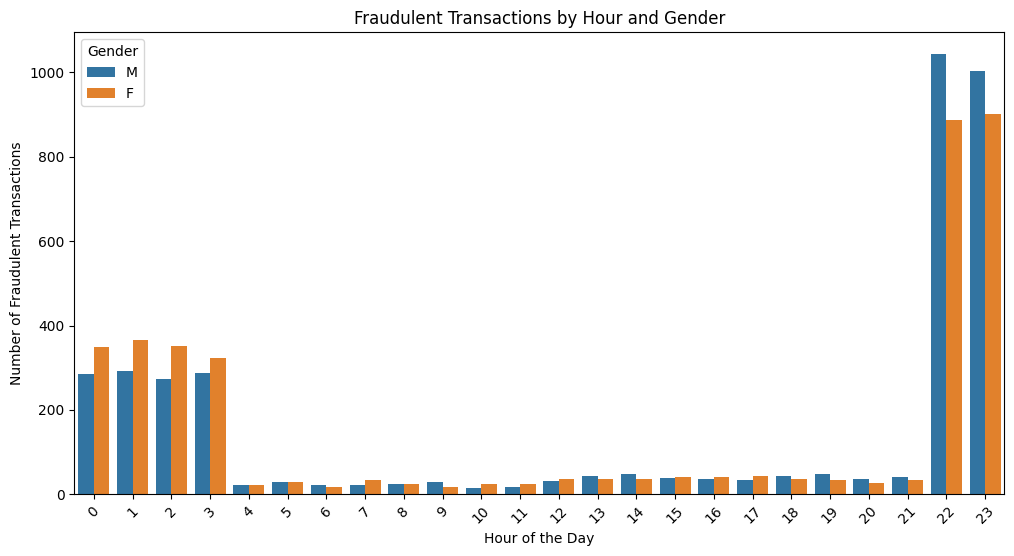 Fraudulent Transactions by Hour and Gender
Gender
M
F
Number of Fraudulent Transactions
1000
800
600
400
200
0
0 1 2 3 4 5 6 7 8 9 10 11 12 13 14 15 16 17 18 19 20 21 22 23
Hour of the Day